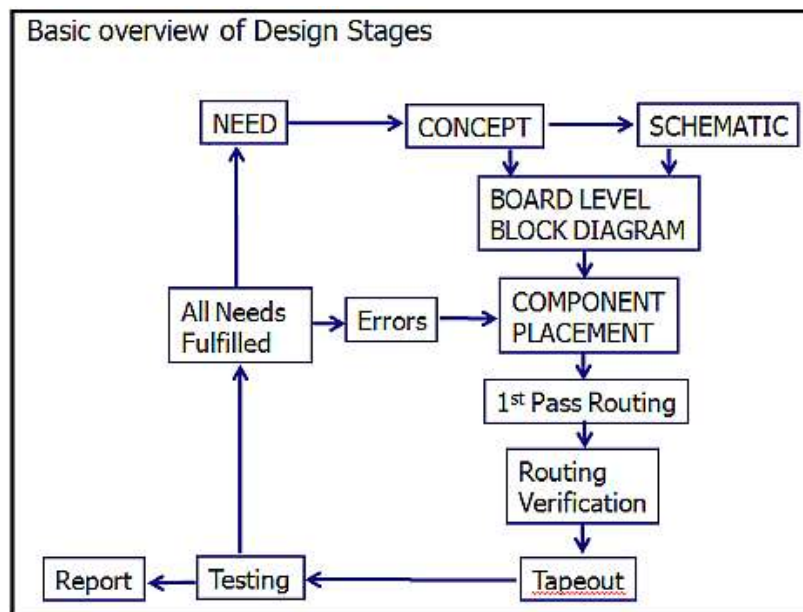 Basic overview of Design Stages
NEED
CONCEPT
SCHEMATIC
BOARD LEVEL
BLOCK DIAGRAM
All Needs
Fulfilled
Errors
COMPONENT
PLACEMENT
1st Pass Routing
Routing
Verification
Report
Testing
Tapeout